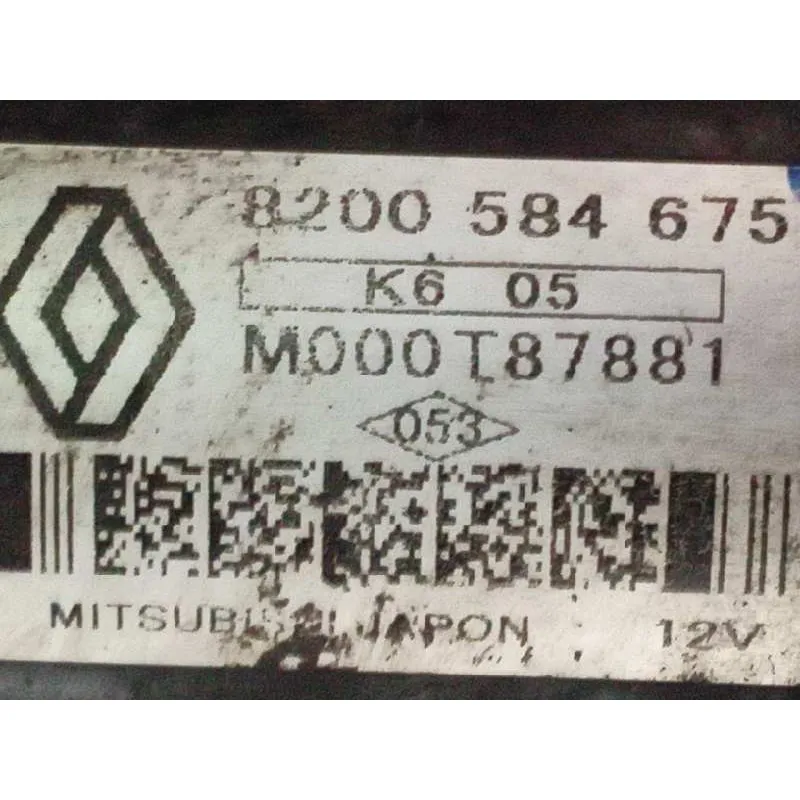 8200 584 675
K6 05
M000T87881
053
MITSUBISHI JAPON 12V